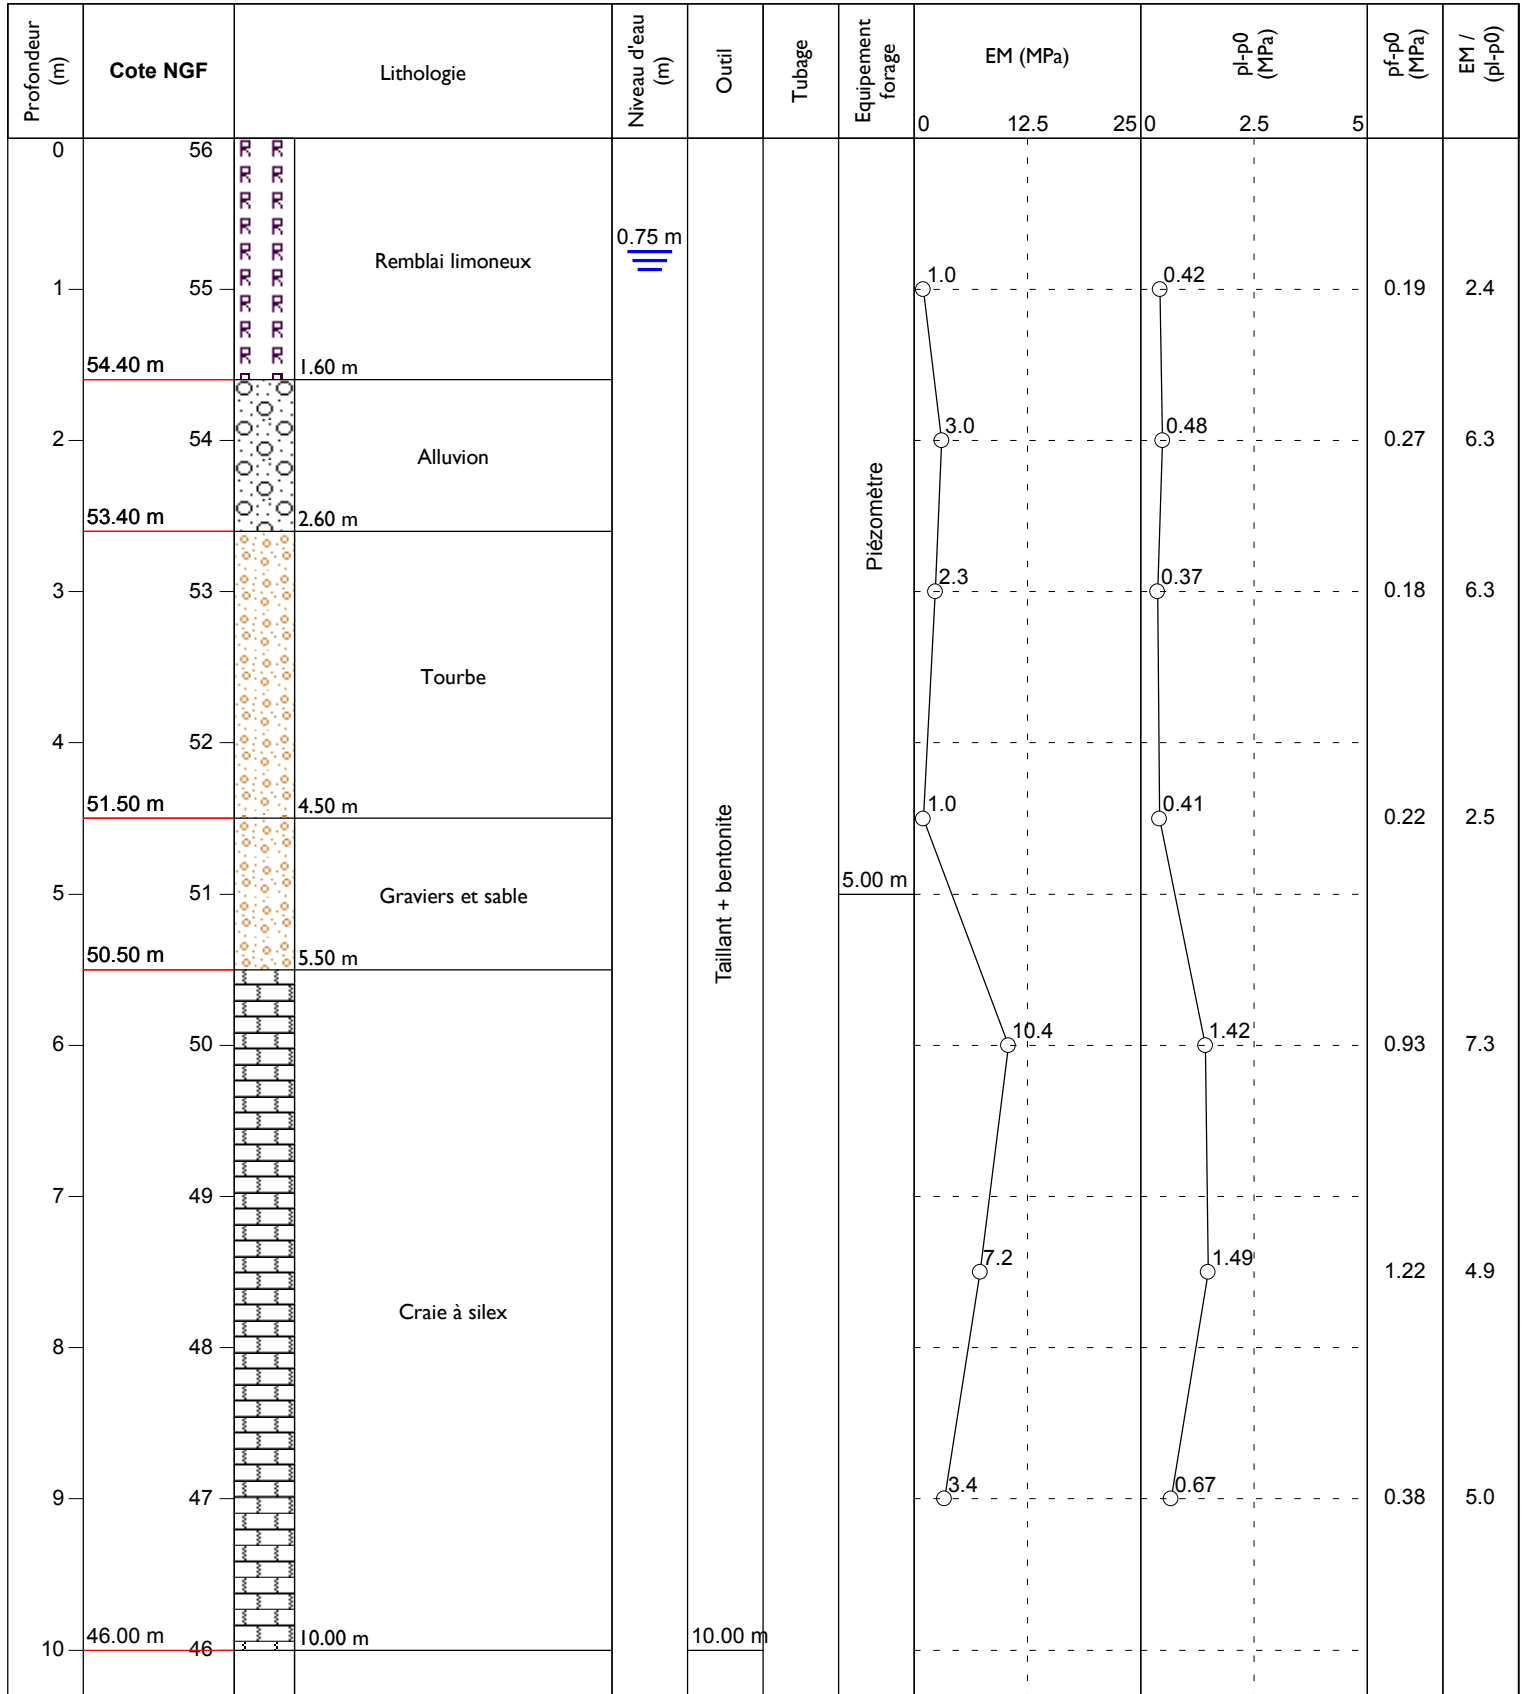 Profondeur
(m)
Cote NGF
Lithologie
Niveau d'eau
(m)
Outil
Tubage
Equipement
forage
EM (MPa)
0 12.5 25
pl-p0
(MPa)
0 2.5 5
pf-p0
(MPa)
EM /
(pl-p0)
0 56
Remblai limoneux
0.75 m
1 55 1.0 0.42 0.19 2.4
54.40 m 1.60 m
2 54 3.0 0.48 0.27 6.3
Alluvion
53.40 m 2.60 m
Piézomètre
3 53 2.3 0.37 0.18 6.3
Tourbe
4 52
51.50 m 4.50 m 1.0 0.41 0.22 2.5
Taillant + bentonite
5 51 Graviers et sable 5.00 m
50.50 m 5.50 m
6 50 10.4 1.42 0.93 7.3
7 49
7.2 1.49 1.22 4.9
Craie à silex
8 48
9 47 3.4 0.67 0.38 5.0
46.00 m 10.00 m 10.00 m
10 46